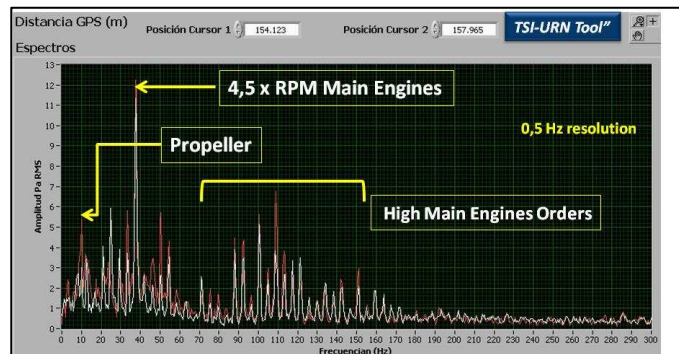 Distancia GPS (m)
Posición Cursor 1
154.123
Posición Cursor 2
157.965
TSI-URN Tool”
Espectros
4,5 x RPM Main Engines
Propeller
0,5 Hz resolution
High Main Engines Orders
Amplitud Pa RMS
13
12
11
10
9
8
7
6
5
4
3
2
1
0
0 10 20 30 40 50 60 70 80 90 100 110 120 130 140 150 160 170 180 190 200 210 220 230 240 250 260 270 280 290 300
Frecuencian (Hz)